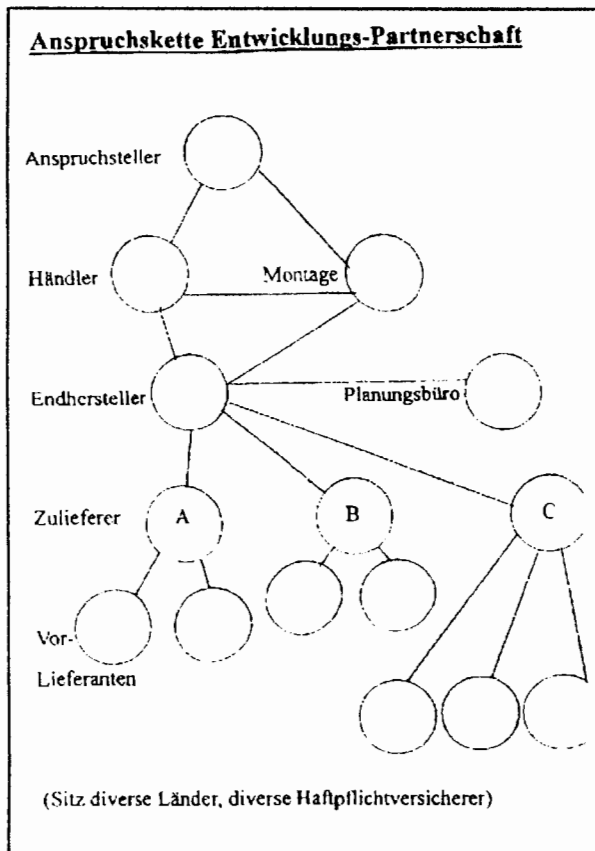 Anspruchskette Entwicklungs-Partnerschaft
Anspruchsteller
Händler
Montage
Endhersteller
Planungsbüro
Zulieferer
A
B
C
Vor-
Lieferanten
(Sitz diverse Länder, diverse Haftpflichtversicherer)